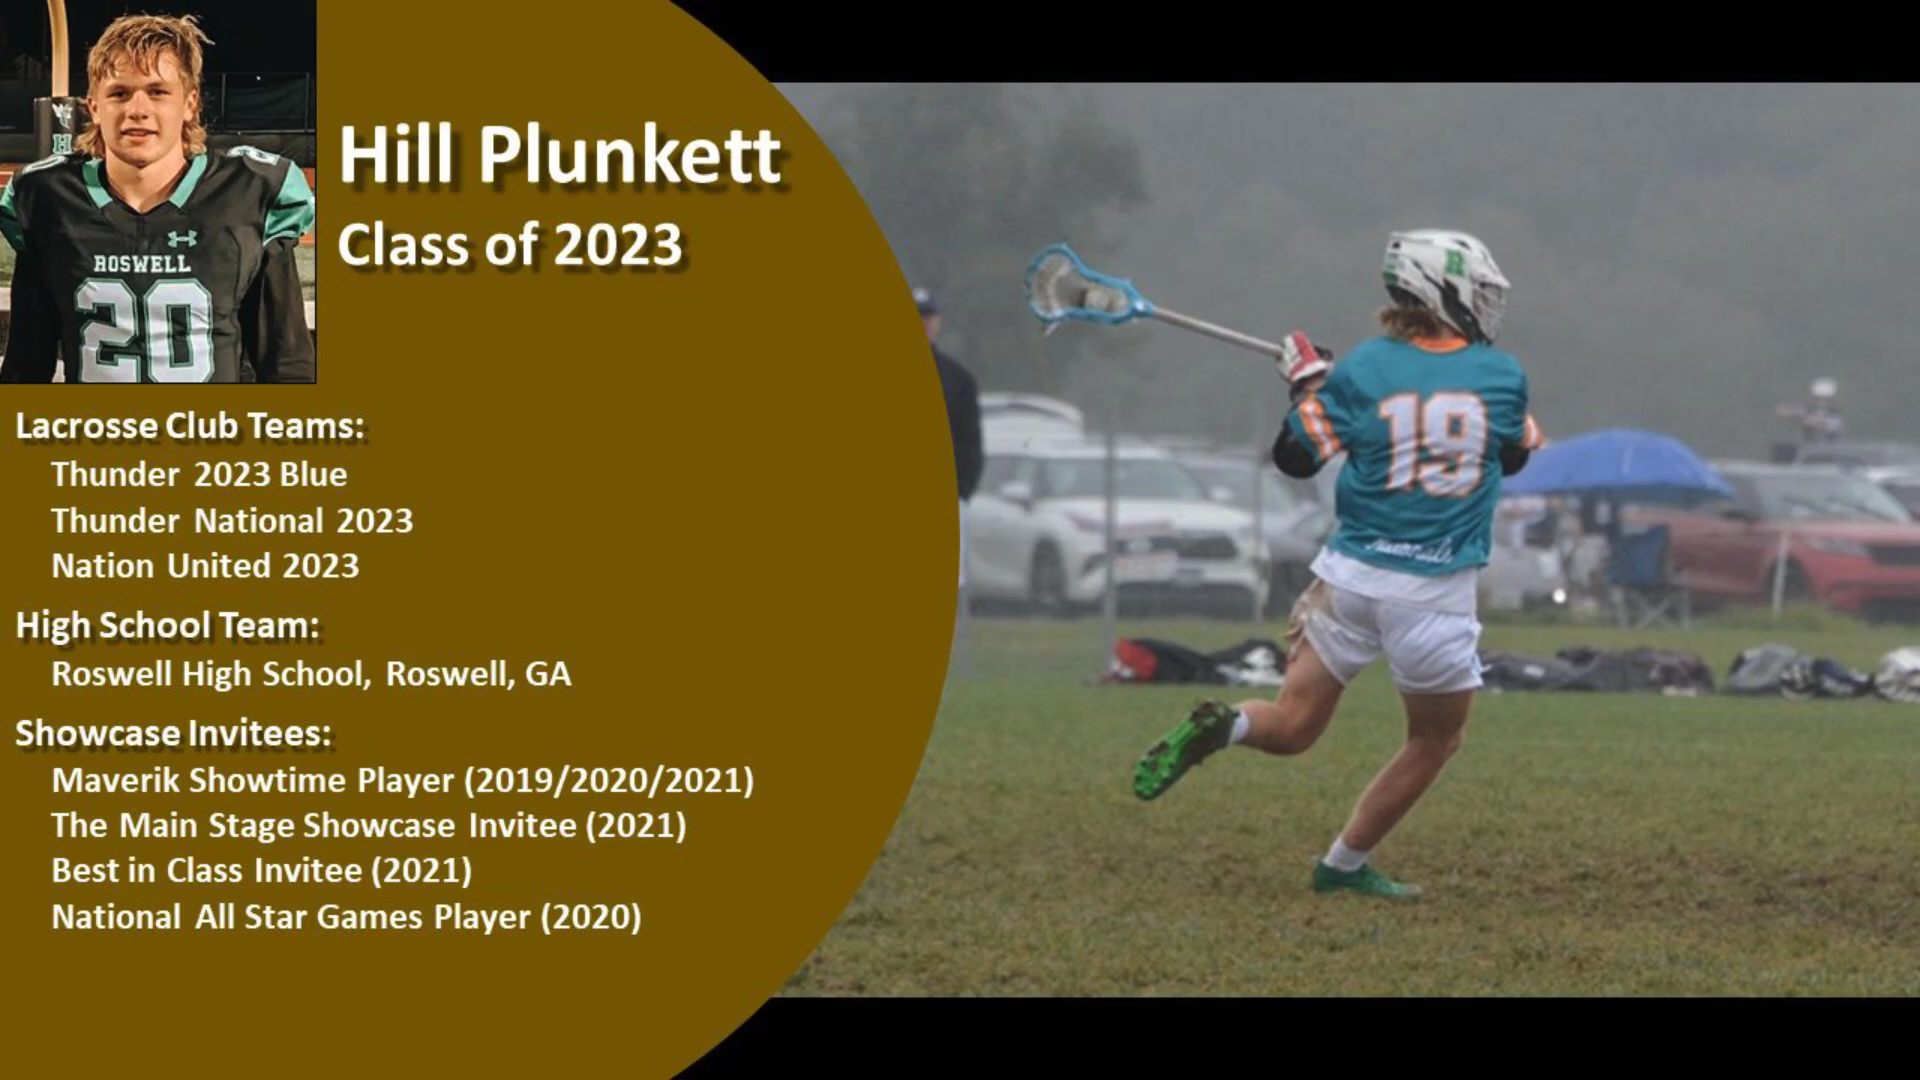 Hill Plunkett
Class of 2023
H
ROSWELL
20
Lacrosse Club Teams:
Thunder 2023 Blue
Thunder National 2023
Nation United 2023
High School Team:
Roswell High School, Roswell, GA
Showcase Invitees:
Maverik Showtime Player (2019/2020/2021)
The Main Stage Showcase Invitee (2021)
Best in Class Invitee (2021)
National All Star Games Player (2020)
R
19